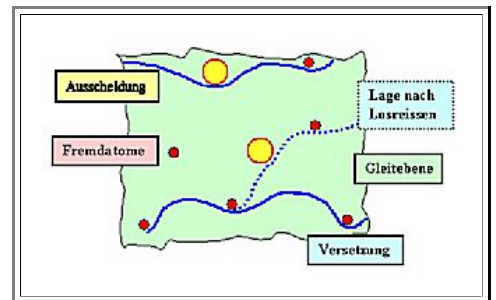 Ausscheidung
Lage nach
Losreissen
Fremdatome
Gleitebene
Versetzung